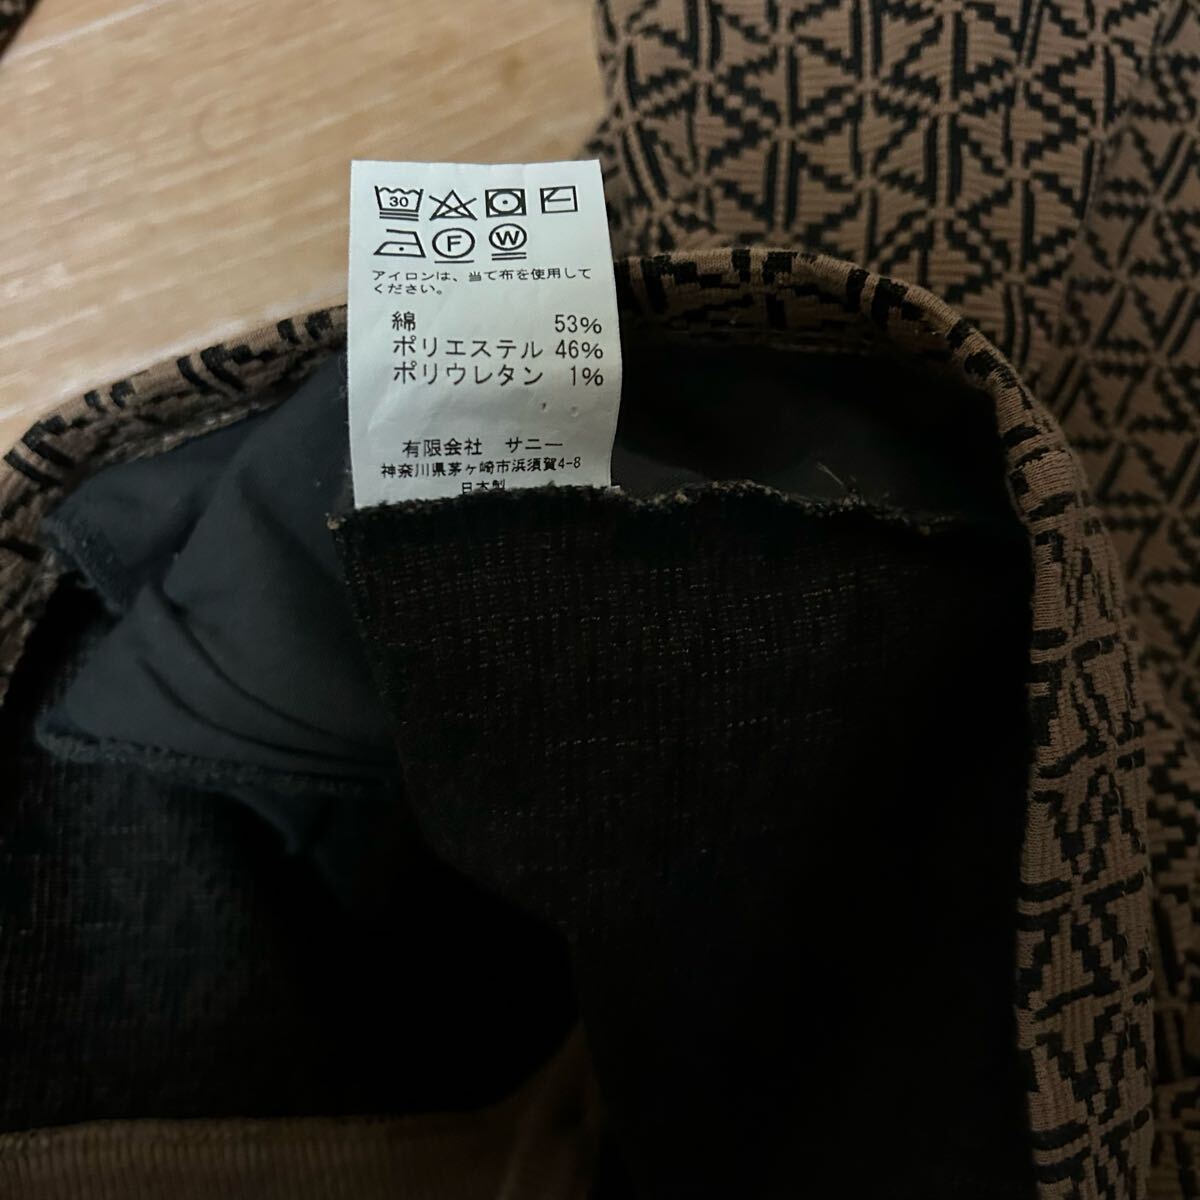 30
F W
アイロンは、当て布を使用して
ください。
綿 53%
ポリエステル 46%
ポリウレタン 1%
有限会社 サニー
神奈川県茅ヶ崎市浜須賀4-8
日本製